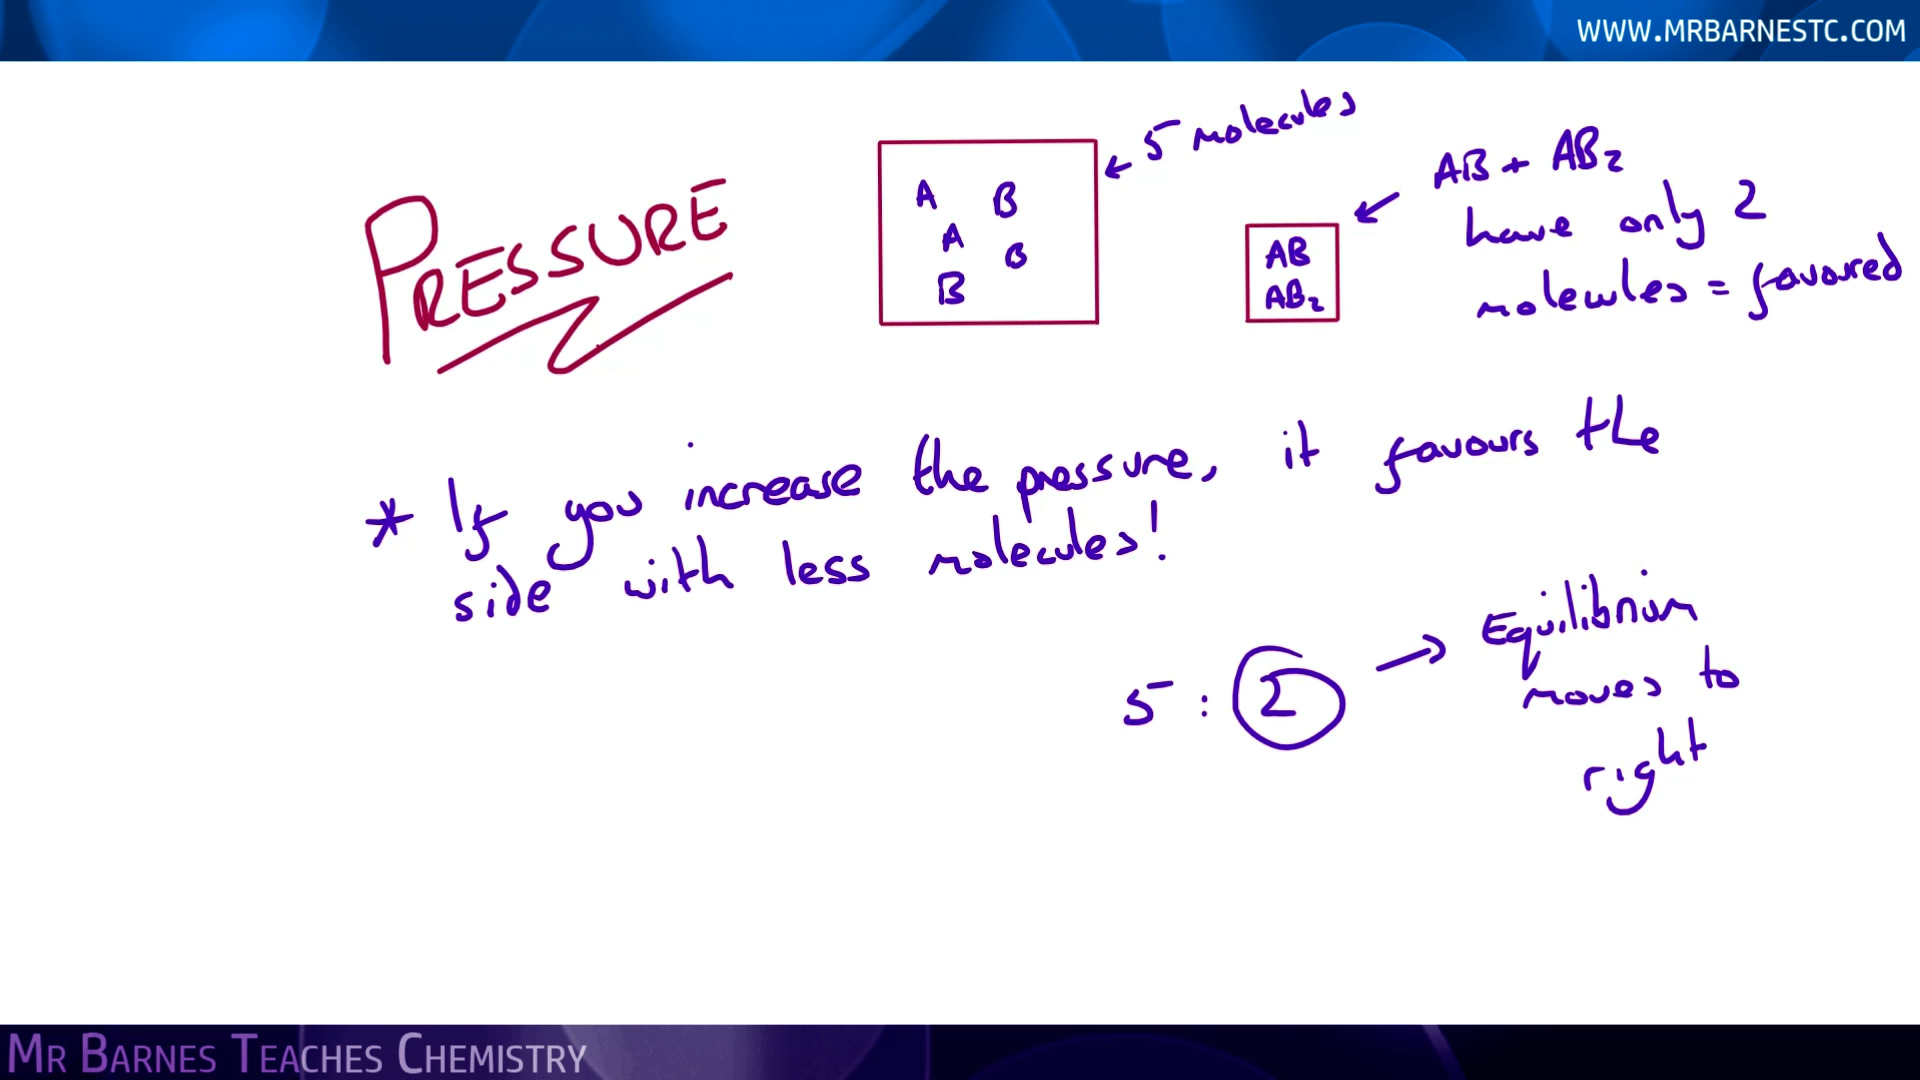 WWW.MRBARNESTC.COM
PRESSURE
A B
A B
B
← 5 molecules
AB
AB₂
AB + AB₂
have only 2
molecules = favoured
* If you increase the pressure, it favours the
side with less molecules!
5 : 2 → Equilibrium
moves to
right
MR BARNES TEACHES CHEMISTRY